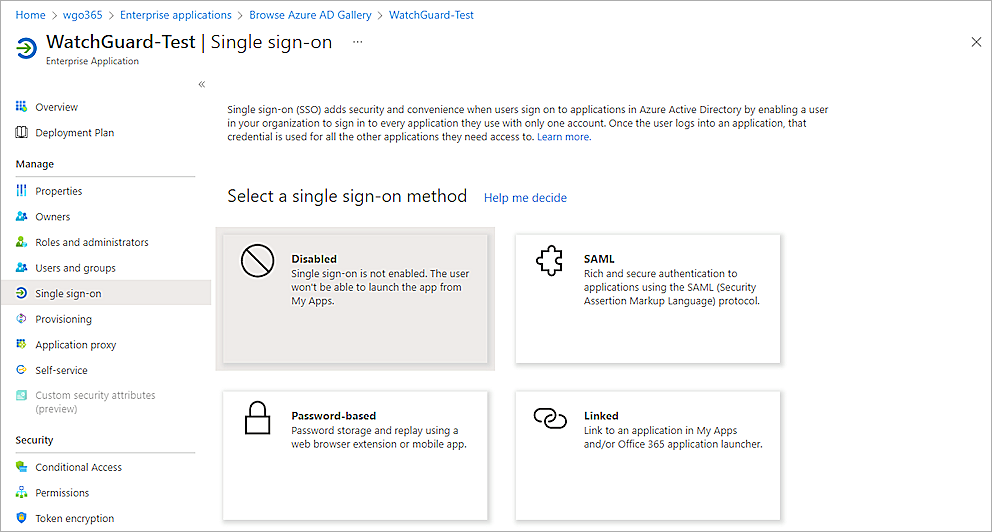 Home > wgo365 > Enterprise applications > Browse Azure AD Gallery > WatchGuard-Test
WatchGuard-Test | Single sign-on ...
Enterprise Application
«
Overview
Deployment Plan
Manage
Properties
Owners
Roles and administrators
Users and groups
Single sign-on
Provisioning
Application proxy
Self-service
Custom security attributes
(preview)
Security
Conditional Access
Permissions
Token encryption
Single sign-on (SSO) adds security and convenience when users sign on to applications in Azure Active Directory by enabling a user
in your organization to sign in to every application they use with only one account. Once the user logs into an application, that
credential is used for all the other applications they need access to. Learn more.
Select a single sign-on method Help me decide
Disabled
Single sign-on is not enabled. The user
won't be able to launch the app from
My Apps.
SAML
Rich and secure authentication to
applications using the SAML (Security
Assertion Markup Language) protocol.
Password-based
Password storage and replay using a
web browser extension or mobile app.
Linked
Link to an application in My Apps
and/or Office 365 application launcher.